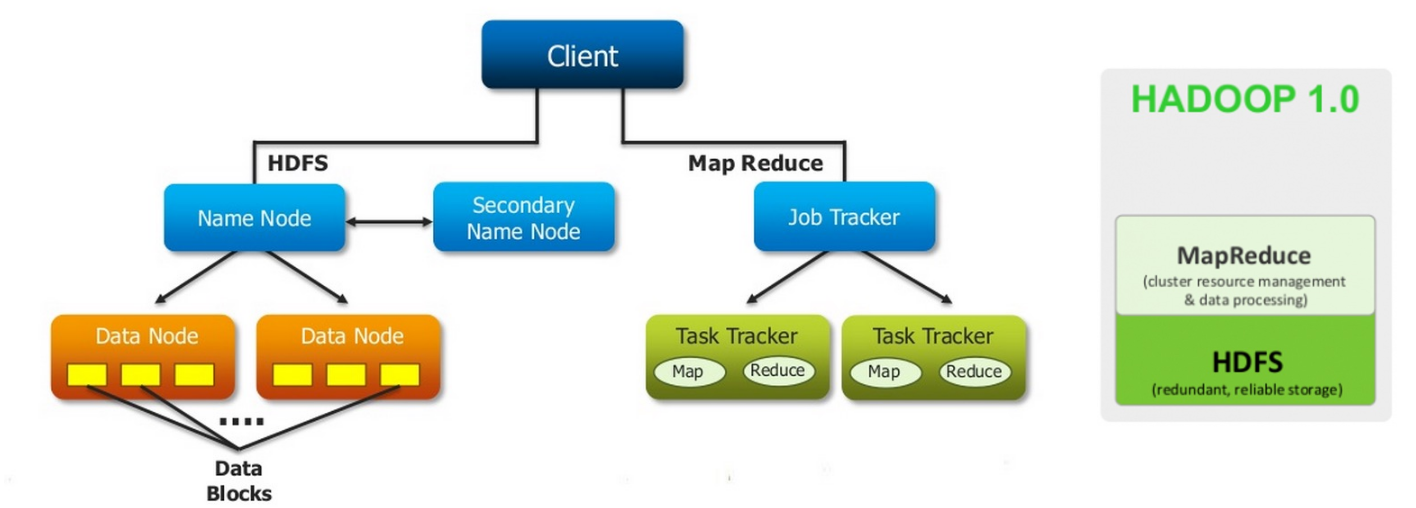 Client
HADOOP 1.0
HDFS
Map Reduce
Name Node
Secondary
Name Node
Job Tracker
MapReduce
(cluster resource management
& data processing)
Data Node
Data Node
Task Tracker
Map
Reduce
Task Tracker
Map
Reduce
HDFS
(redundant, reliable storage)
....
Data
Blocks